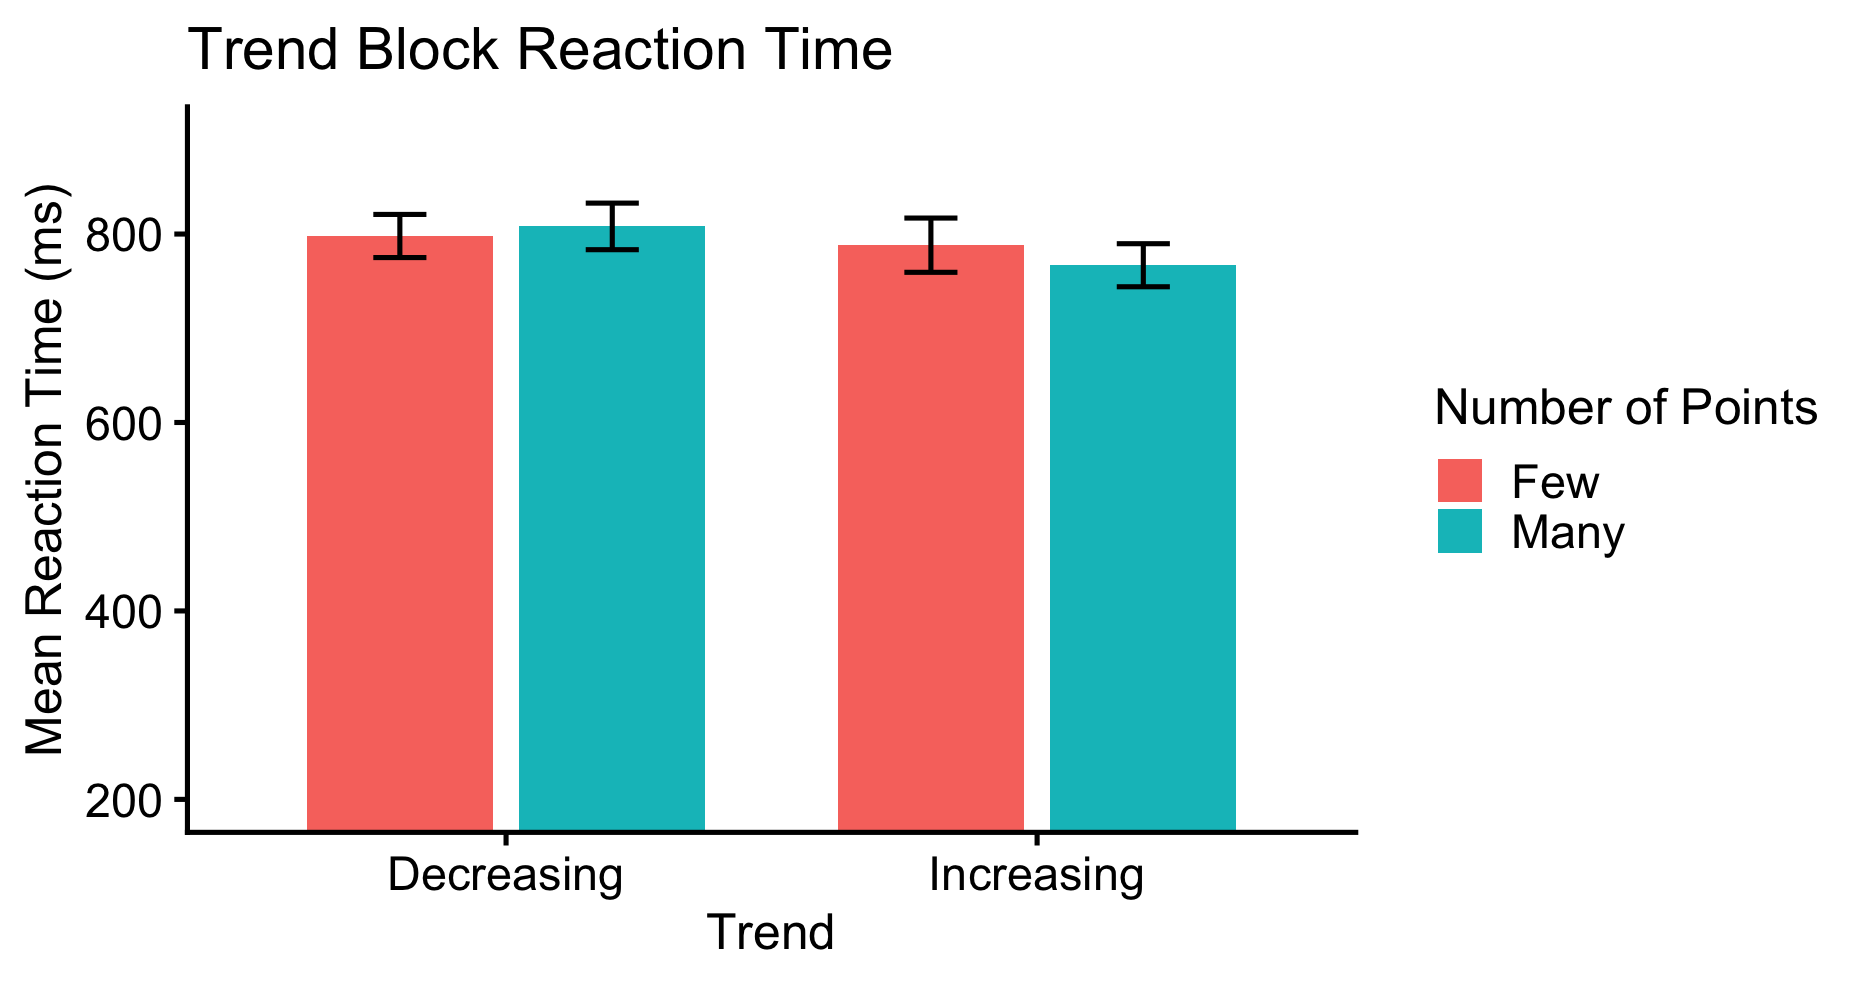 Trend Block Reaction Time
Mean Reaction Time (ms)
800
600
400
200
Decreasing
Increasing
Trend
Number of Points
Few
Many